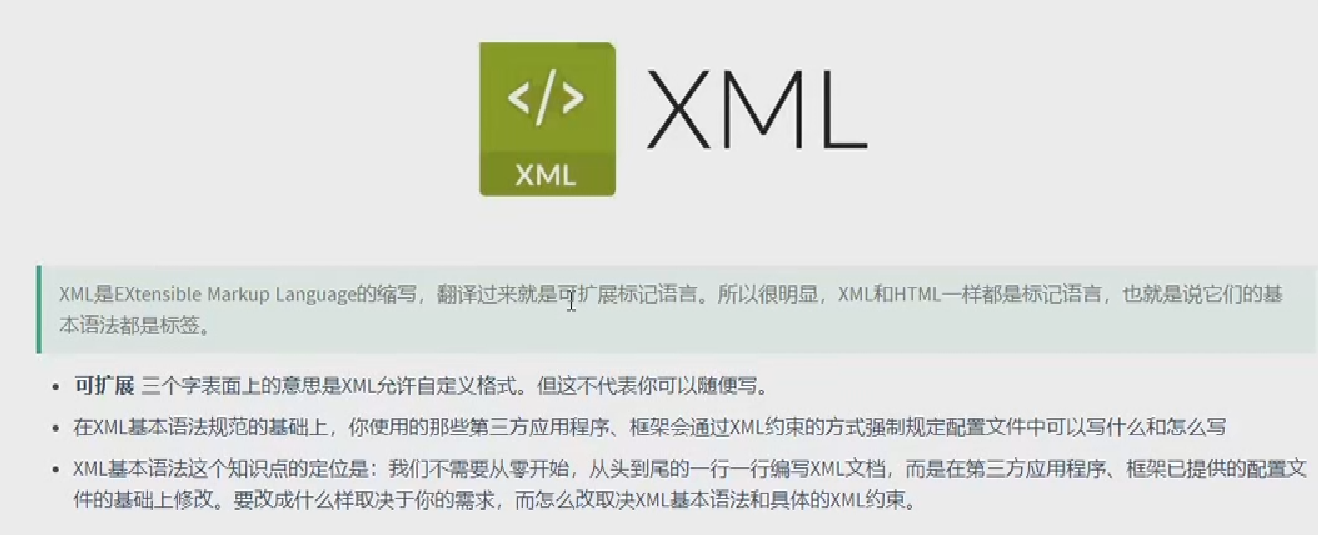 </>
XML
XML
XML是EXtensible Markup Language的缩写，翻译过来就是可扩展标记语言。所以很明显，XML和HTML一样都是标记语言，也就是说它们的基
本语法都是标签。
可扩展 三个字表面上的意思是XML允许自定义格式。但这不代表你可以随便写。
在XML基本语法规范的基础上，你使用的那些第三方应用程序、框架会通过XML约束的方式强制规定配置文件中可以写什么和怎么写
XML基本语法这个知识点的定位是：我们不需要从零开始，从头到尾的一行一行编写XML文档，而是在第三方应用程序、框架已提供的配置文
件的基础上修改。要改成什么样取决于你的需求，而怎么改取决XML基本语法和具体的XML约束。